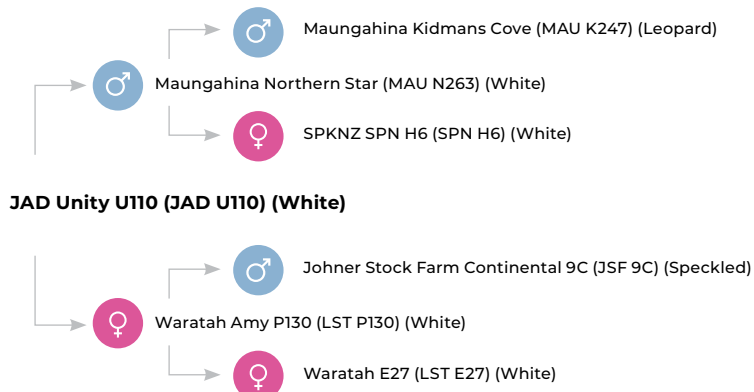 Maungahina Kidmans Cove (MAU K247) (Leopard)
Maungahina Northern Star (MAU N263) (White)
SPKNZ SPN H6 (SPN H6) (White)
JAD Unity U110 (JAD U110) (White)
Johner Stock Farm Continental 9C (JSF 9C) (Speckled)
Waratah Amy P130 (LST P130) (White)
Waratah E27 (LST E27) (White)